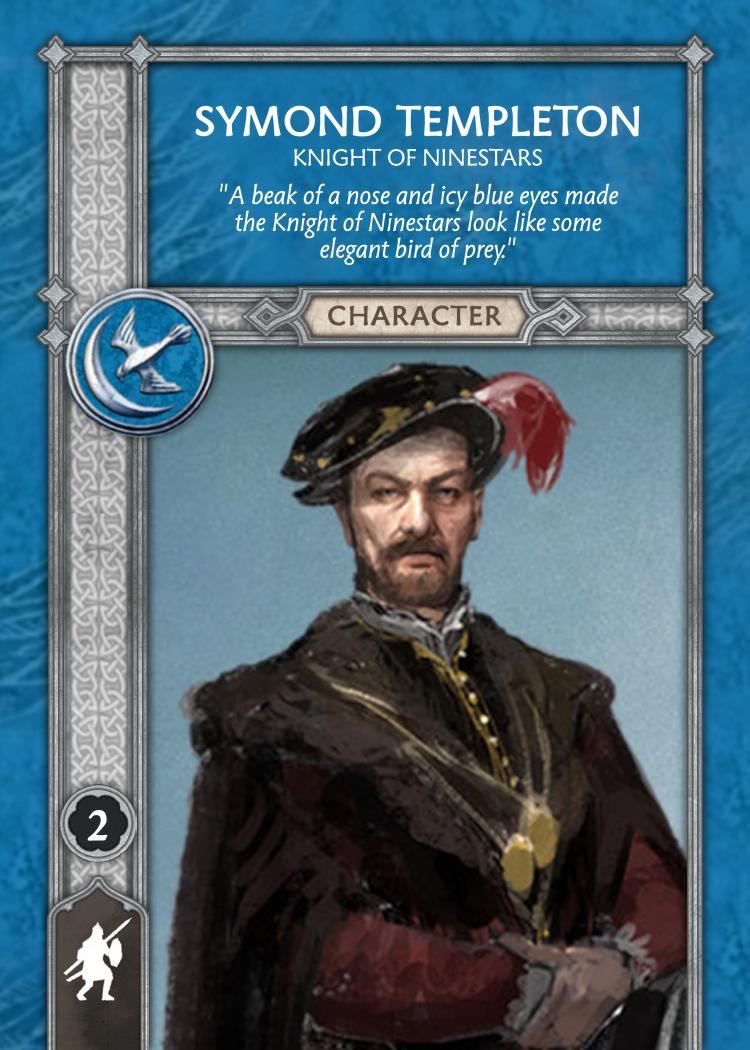 SYMOND TEMPLETON
KNIGHT OF NINESTARS
"A beak of a nose and icy blue eyes made
the Knight of Ninestars look like some
elegant bird of prey."
CHARACTER
2